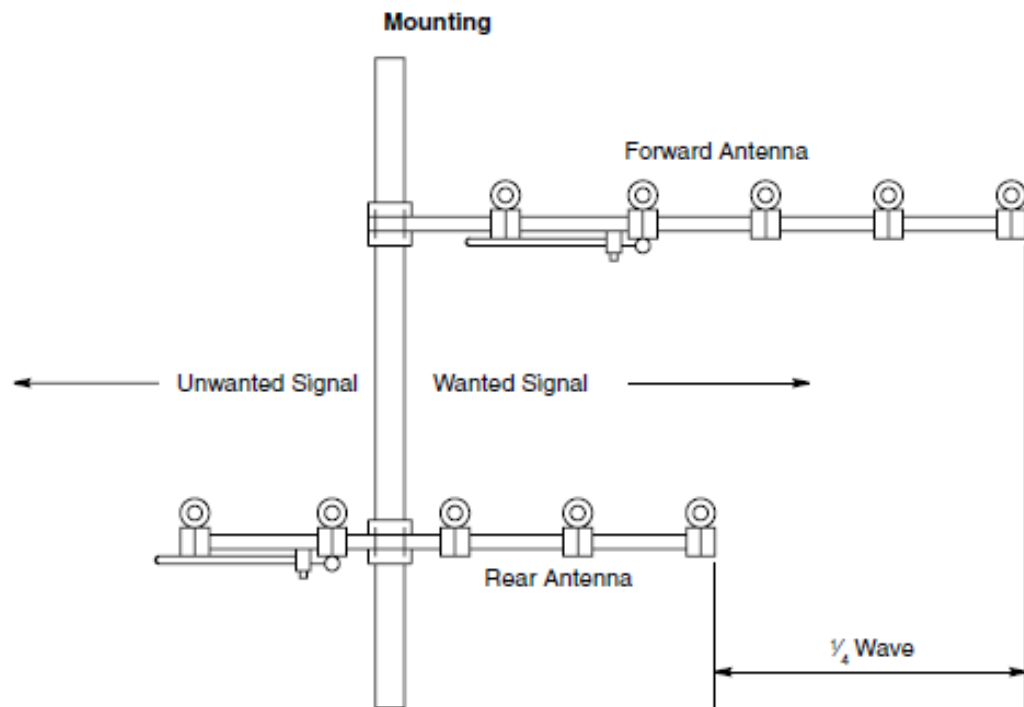 Mounting
Forward Antenna
Unwanted Signal
Wanted Signal
Rear Antenna
¼ Wave